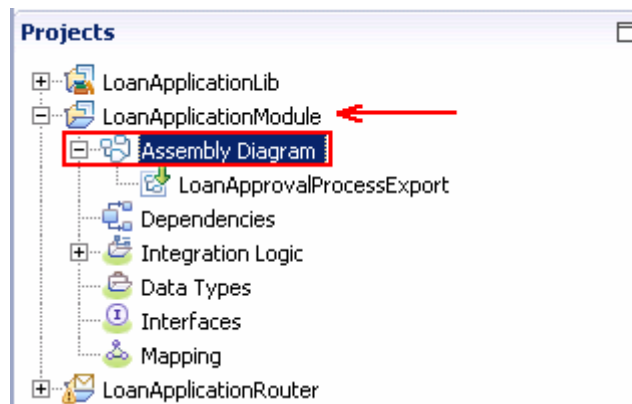 Projects
LoanApplicationLib
LoanApplicationModule
Assembly Diagram
LoanApprovalProcessExport
Dependencies
Integration Logic
Data Types
Interfaces
Mapping
LoanApplicationRouter